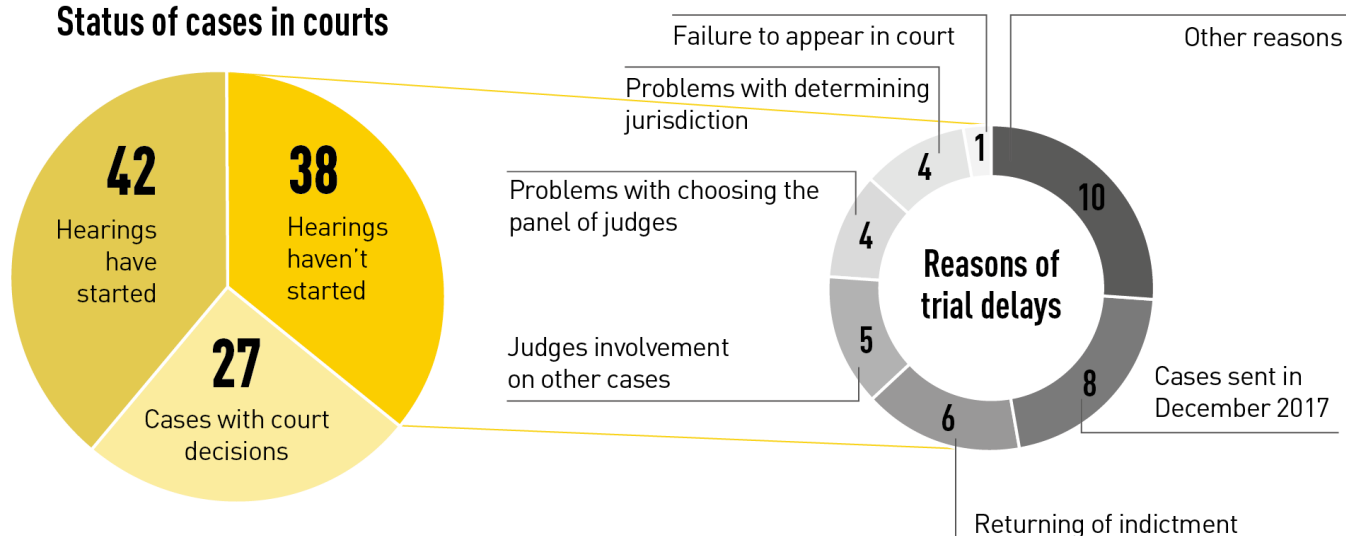 Status of cases in courts
42
Hearings
have
started
38
Hearings
haven't
started
27
Cases with court
decisions
Failure to appear in court
Problems with determining
jurisdiction
Problems with choosing the
panel of judges
Judges involvement
on other cases
Other reasons
Cases sent in
December 2017
Returning of indictment
Reasons of
trial delays
1
4
4
5
6
8
10